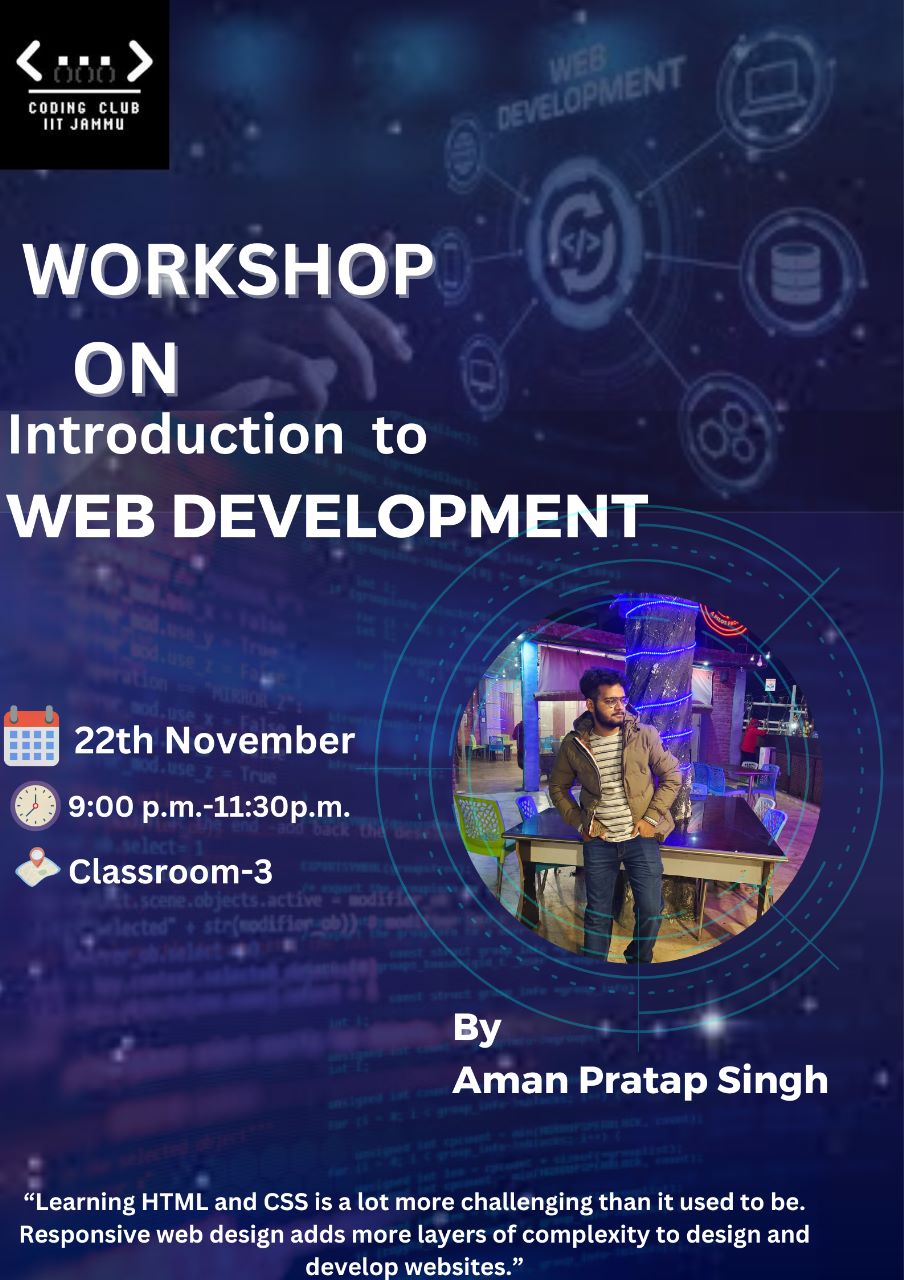 CODING CLUB
IIT JAMMU
WEB
DEVELOPMENT
WORKSHOP
ON
Introduction to
WEB DEVELOPMENT
22th November
9:00 p.m.-11:30p.m.
Classroom-3
By
Aman Pratap Singh
“Learning HTML and CSS is a lot more challenging than it used to be.
Responsive web design adds more layers of complexity to design and
develop websites.”